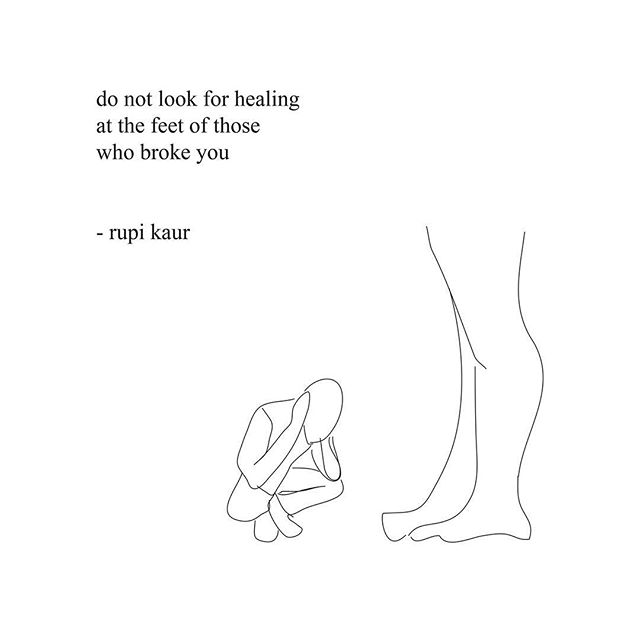 do not look for healing
at the feet of those
who broke you
- rupi kaur